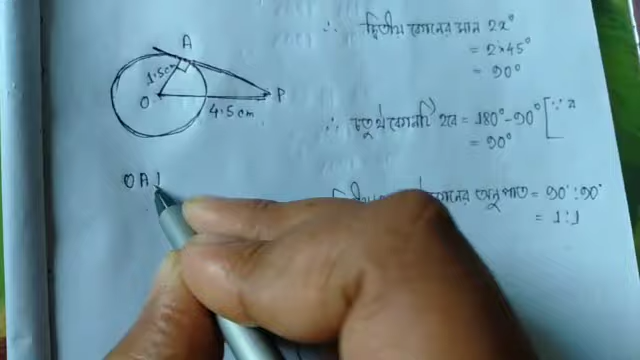 A
1.5cm
O
P
4.5cm
OA
∴ দ্বিতীয় কোনের মান 2x°
= 2×45°
= 90°
∴ চতুর্থ কোনটি হবে = 180°-90° [∵
= 90°
অনুপাত = 90°:90°
= 1:1